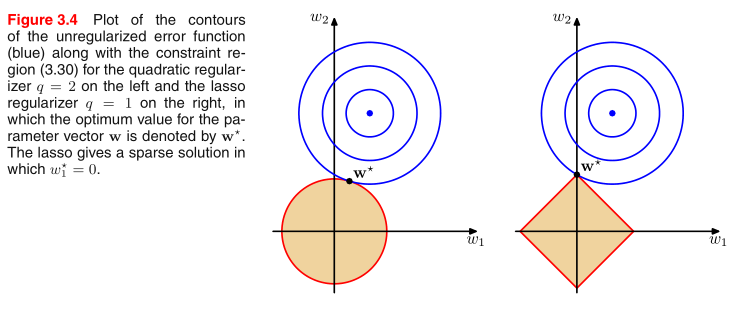 Figure 3.4 Plot of the contours
of the unregularized error function
(blue) along with the constraint re-
gion (3.30) for the quadratic regular-
izer q = 2 on the left and the lasso
regularizer q = 1 on the right, in
which the optimum value for the pa-
rameter vector w is denoted by w⋆.
The lasso gives a sparse solution in
which w₁⋆ = 0.
w₂
w⋆
w₁
w₂
w⋆
w₁